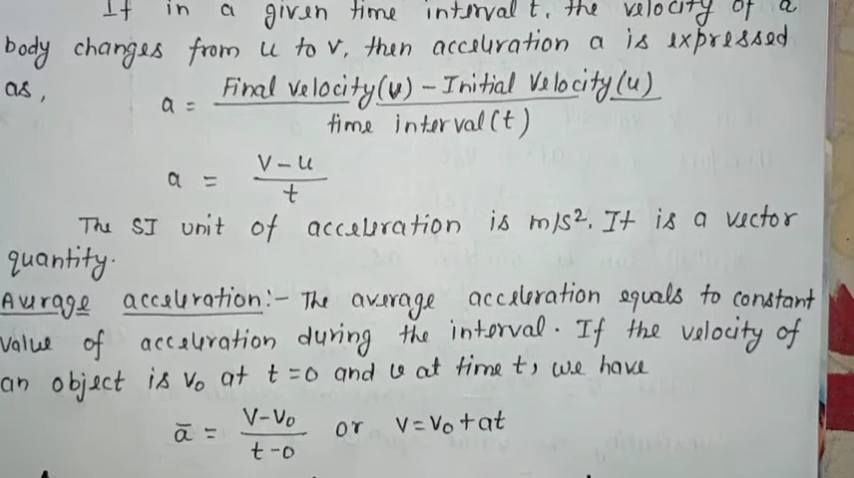 If in a given time interval t, the velocity of a
body changes from u to v, then acceleration a is expressed
as,
a = Final velocity(v) - Initial Velocity(u)
time interval(t)
a = v-u
t
The SI unit of acceleration is m/s². It is a vector
quantity.
Average acceleration:- The average acceleration equals to constant
value of acceleration during the interval. If the velocity of
an object is v₀ at t=0 and v at time t, we have
ā = v-v₀ or v=v₀+at
t-0